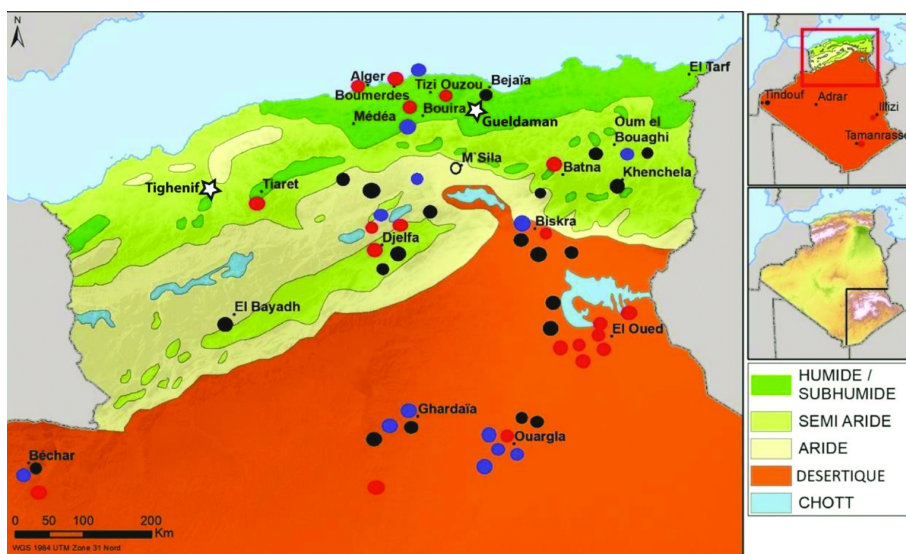 N
El Tarf
Alger
Tizi Ouzou
Bejaïa
Boumerdes
Médéa
Bouira
Gueldaman
Oum el
Bouaghi
M'Sila
Batna
Khenchela
Tighenif
Tiaret
Biskra
Djelfa
El Bayadh
El Oued
Ghardaïa
Ouargla
Béchar
0 50 100 200
Km
WGS 1984 UTM Zone 31 Nord
Tindouf
Adrar
Illizi
Tamanrasse
HUMIDE /
SUBHUMIDE
SEMI ARIDE
ARIDE
DESERTIQUE
CHOTT